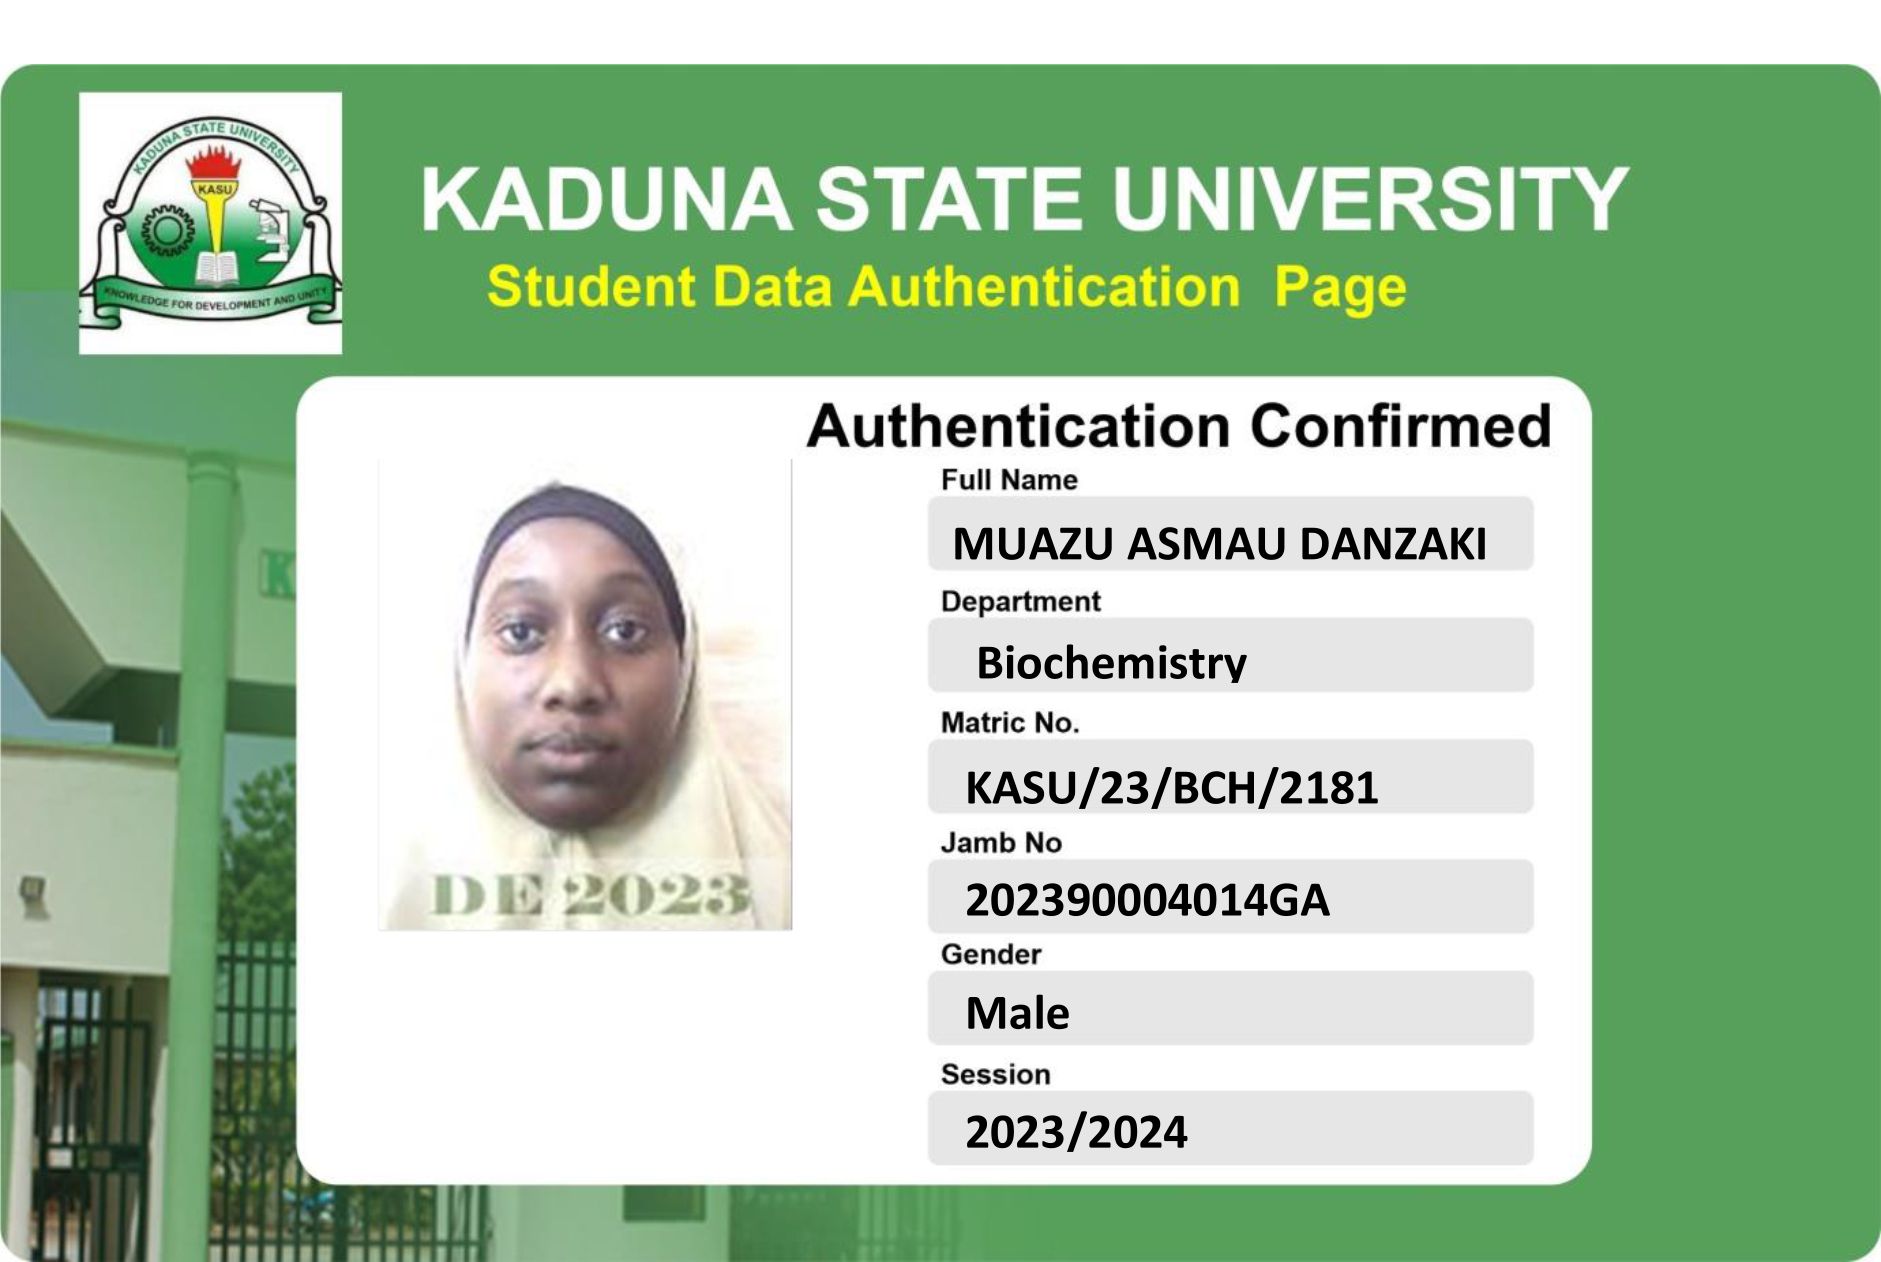 KADUNA STATE UNIVERSITY
KASU
KNOWLEDGE FOR DEVELOPMENT AND UNITY
KADUNA STATE UNIVERSITY
Student Data Authentication Page
Authentication Confirmed
Full Name
MUAZU ASMAU DANZAKI
Department
Biochemistry
Matric No.
KASU/23/BCH/2181
Jamb No
202390004014GA
Gender
Male
Session
2023/2024
DE 2023
K